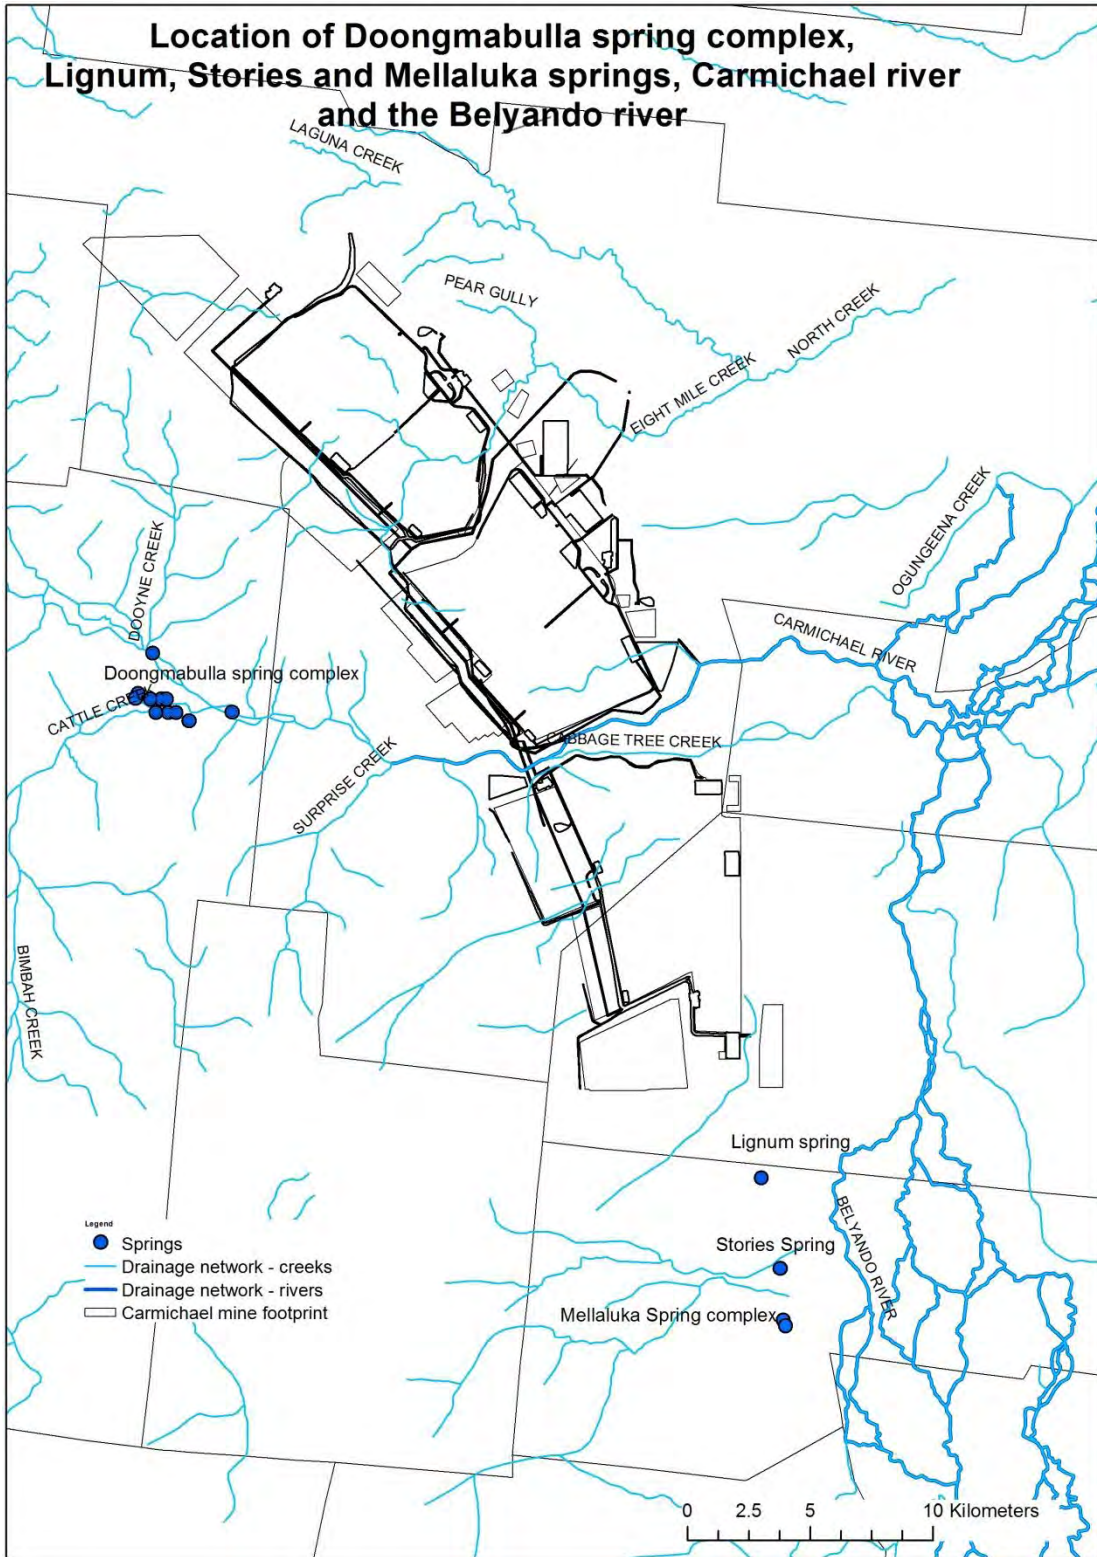 Location of Doongmabulla spring complex,
Lignum, Stories and Mellaluka springs, Carmichael river
and the Belyando river
LAGUNA CREEK
PEAR GULLY
NORTH CREEK
EIGHT MILE CREEK
OGUNGEENA CREEK
DOOYNE CREEK
CARMICHAEL RIVER
Doongmabulla spring complex
CATTLE CREEK
CABBAGE TREE CREEK
SURPRISE CREEK
BIMBAH CREEK
Lignum spring
BELYANDO RIVER
Stories Spring
Mellaluka Spring complex
Legend
Springs
Drainage network - creeks
Drainage network - rivers
Carmichael mine footprint
0 2.5 5 10 Kilometers